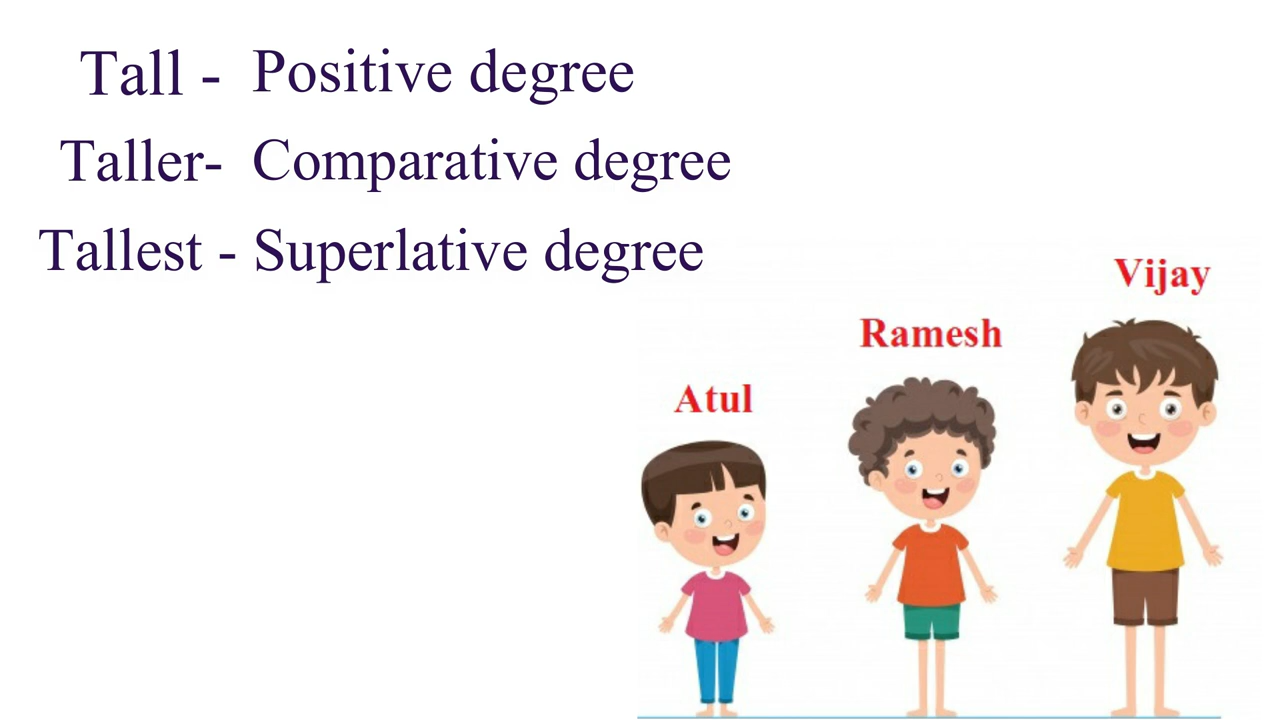 Tall - Positive degree
Taller- Comparative degree
Tallest - Superlative degree
Vijay
Ramesh
Atul